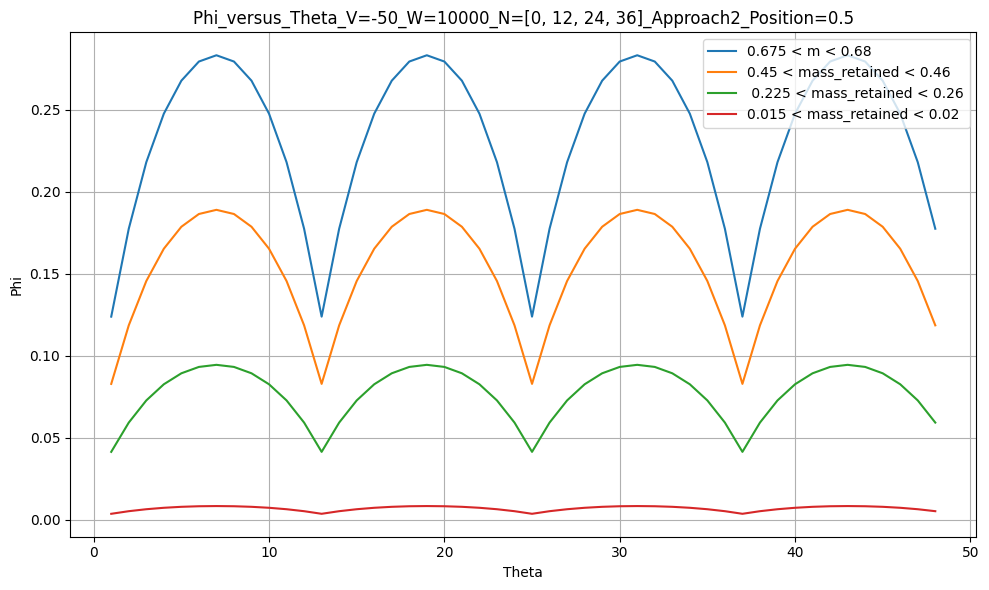 Phi_versus_Theta_V=-50_W=10000_N=[0, 12, 24, 36]_Approach2_Position=0.5
0.675 < m < 0.68
0.45 < mass_retained < 0.46
0.225 < mass_retained < 0.26
0.015 < mass_retained < 0.02
0.25
0.20
0.15
0.10
0.05
0.00
Phi
0 10 20 30 40 50
Theta